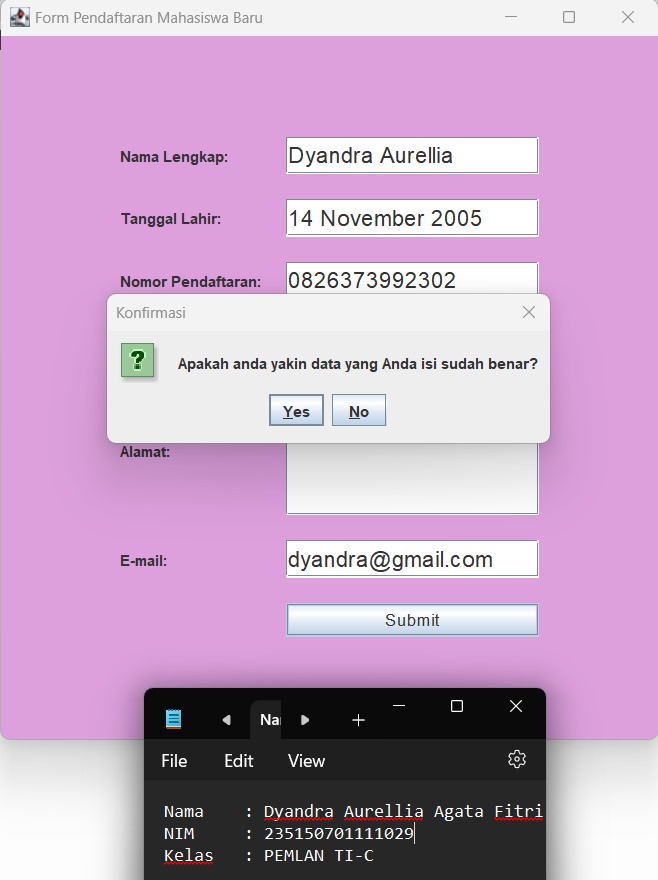 Form Pendaftaran Mahasiswa Baru
Nama Lengkap: Dyandra Aurellia
Tanggal Lahir: 14 November 2005
Nomor Pendaftaran: 0826373992302
Konfirmasi
Apakah anda yakin data yang Anda isi sudah benar?
Yes No
Alamat:
E-mail: dyandra@gmail.com
Submit
File Edit View
Nama : Dyandra Aurellia Agata Fitri
NIM : 235150701111029
Kelas : PEMLAN TI-C